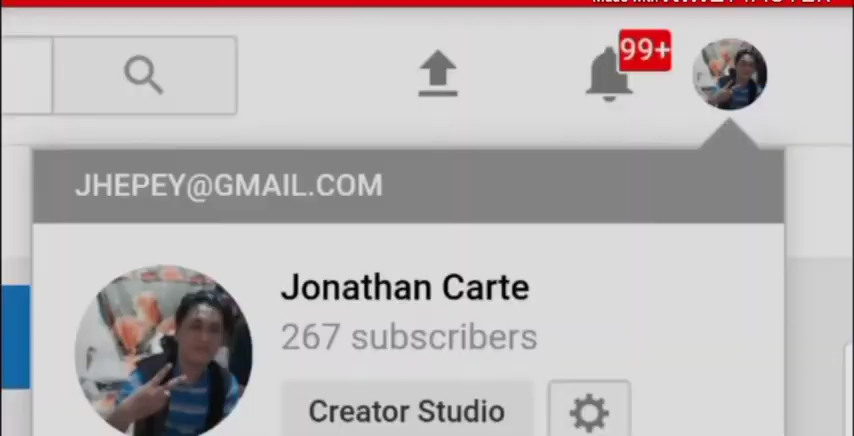 99+
JHEPEY@GMAIL.COM
Jonathan Carte
267 subscribers
Creator Studio